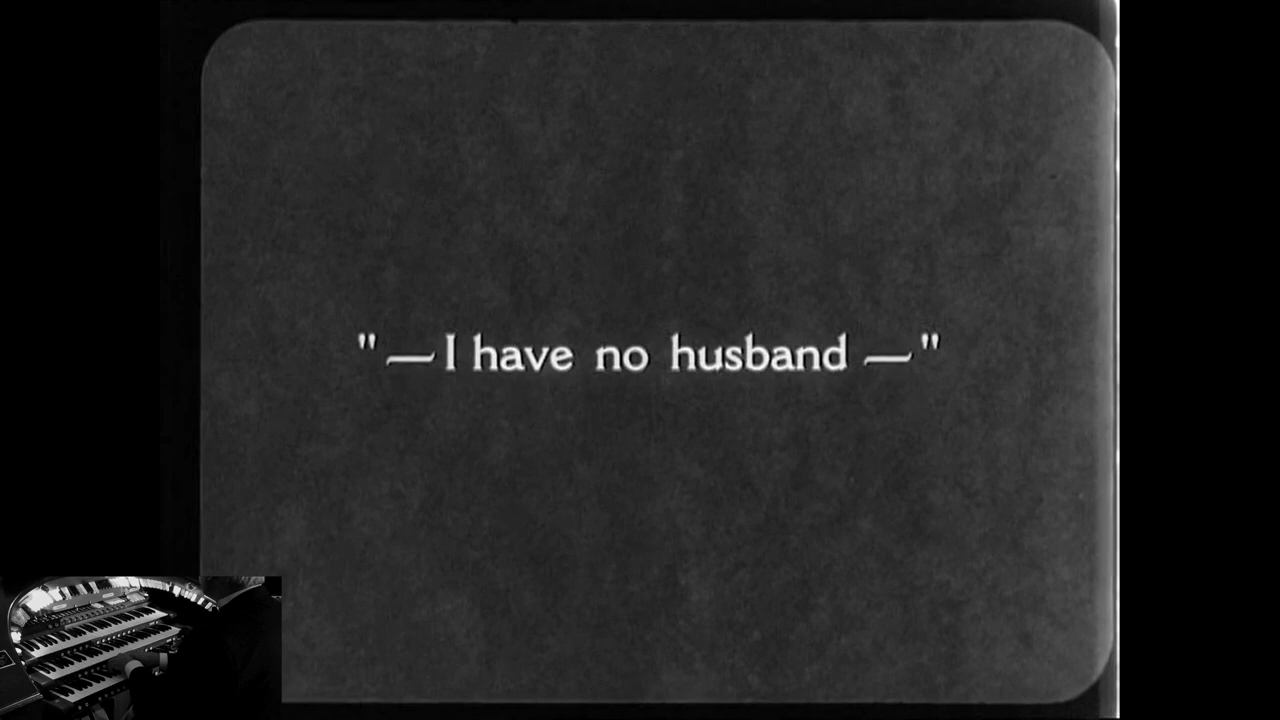 "— I have no husband —"